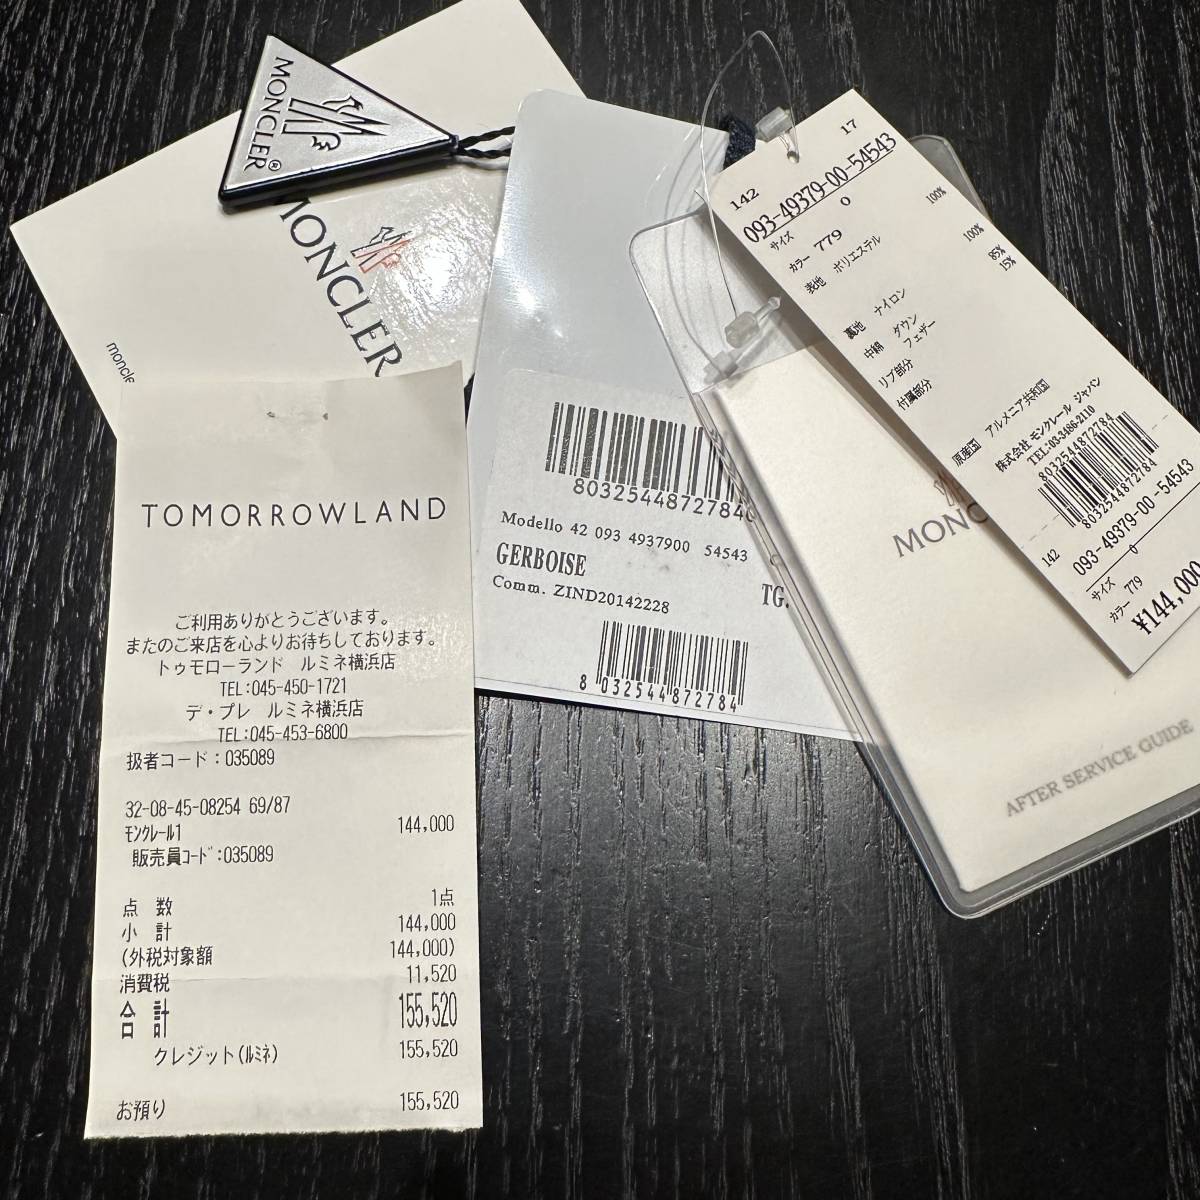 MONCLER®
MONCLER
TOMORROWLAND
ご利用ありがとうございます。
またのご来店を心よりお待ちしております。
トゥモローランド ルミネ横浜店
TEL:045-450-1721
デ・プレ ルミネ横浜店
TEL:045-453-6800
扱者コード:035089
32-08-45-08254 69/87
ﾓﾝｸﾚｰﾙ1 144,000
販売員ｺｰﾄﾞ:035089
点 数 1点
小 計 144,000
(外税対象額 144,000)
消費税 11,520
合 計 155,520
クレジット(ﾙﾐﾈ) 155,520
お預り 155,520
Modello 42 093 4937900 54543
GERBOISE TG.
Comm. ZIND20142228
8 032544 872784
142 17
093-49379-00-54543
サイズ 0
カラー 779
表地 ポリエステル 100%
裏地 ナイロン 100%
中綿 ダウン 85%
フェザー 15%
リブ部分
付属部分
原産国 アルメニア共和国
株式会社 モンクレール ジャパン
TEL:03-3486-2110
8032544872784
8032544872784
142 093-49379-00-54543
サイズ 0
カラー 779
¥144,000
AFTER SERVICE GUIDE